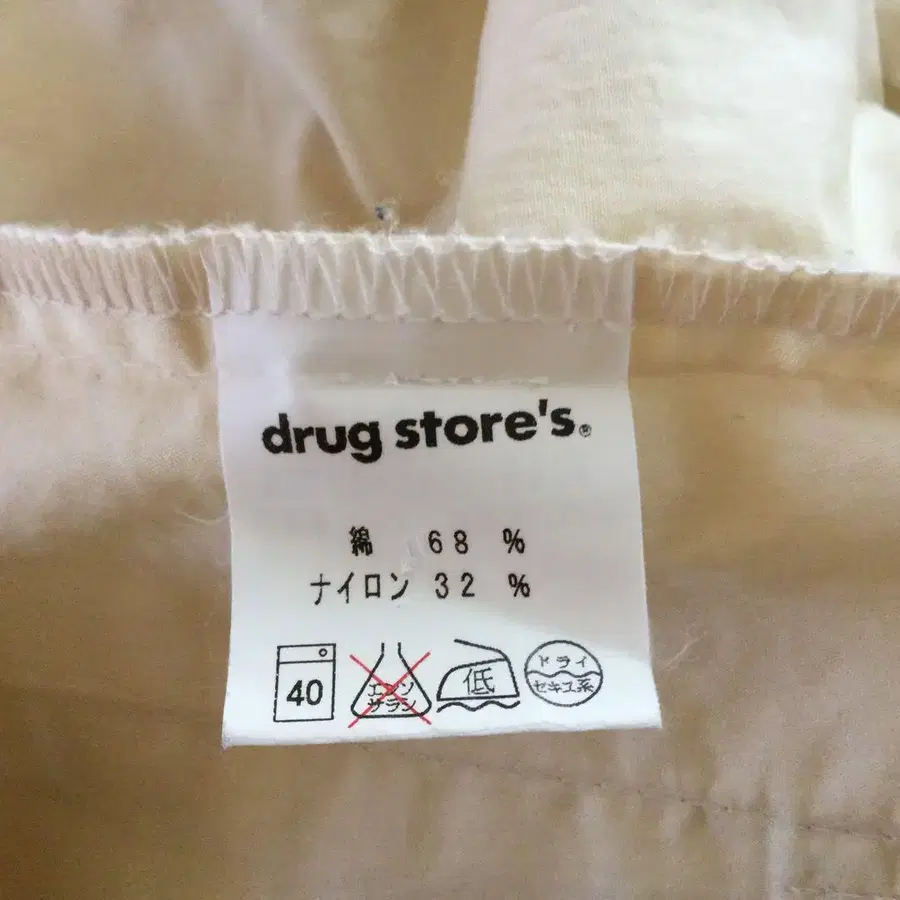 drug store's®
綿 68 %
ナイロン 32 %
40
エンソ
サラシ
低
ドライ
セキユ系